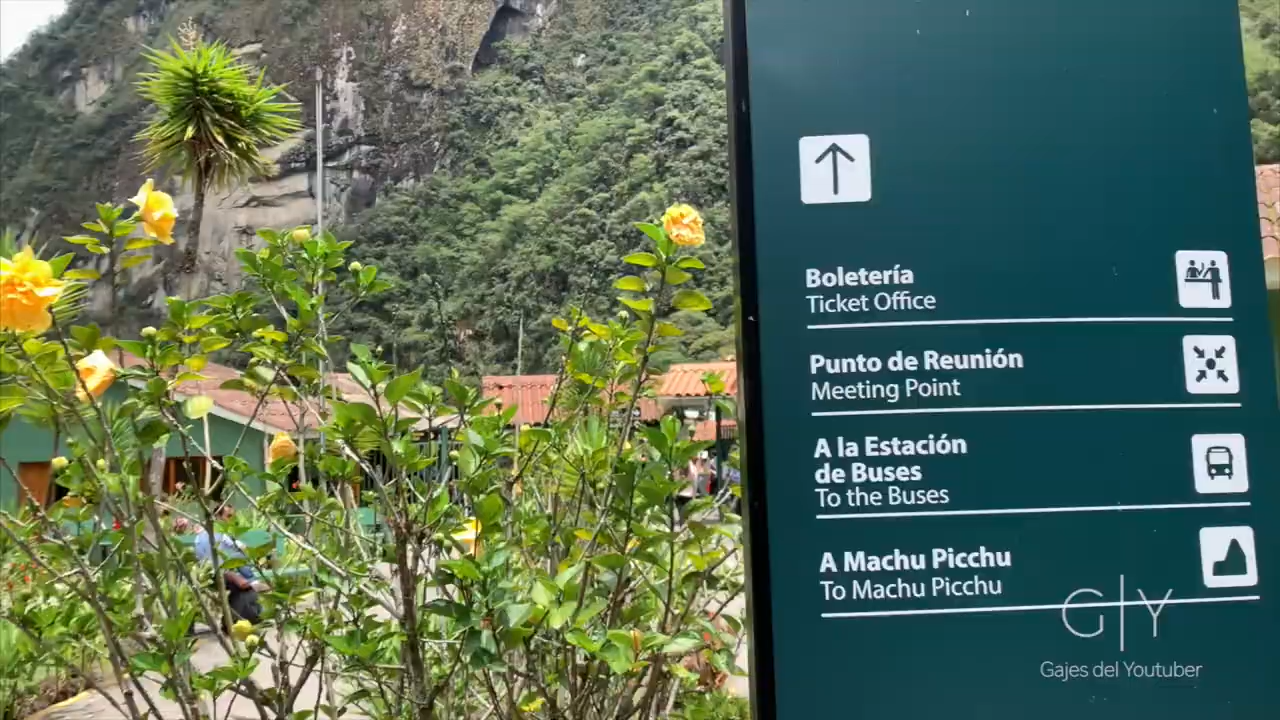 Boletería
Ticket Office
Punto de Reunión
Meeting Point
A la Estación
de Buses
To the Buses
A Machu Picchu
To Machu Picchu
G|Y
Gajes del Youtuber